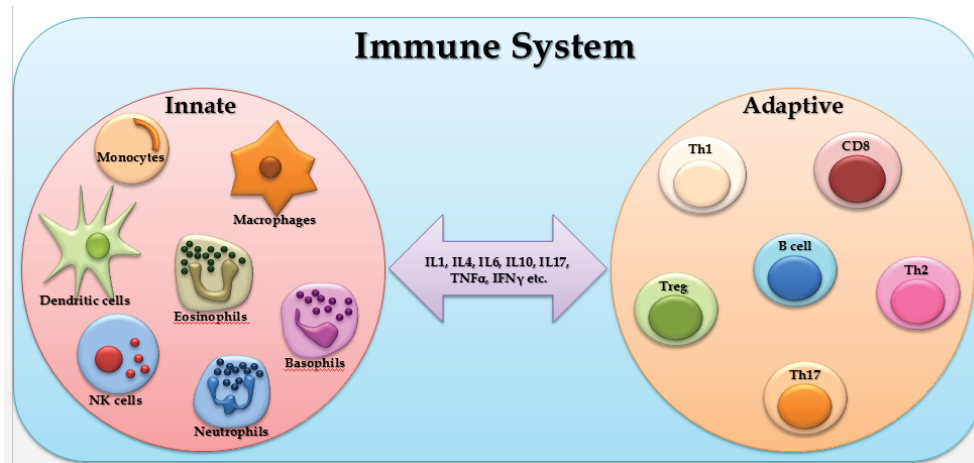 Immune System
Innate
Monocytes
Macrophages
Dendritic cells
Eosinophils
Basophils
NK cells
Neutrophils
IL1, IL4, IL6, IL10, IL17,
TNFα, IFNγ etc.
Adaptive
Th1
CD8
B cell
Treg
Th2
Th17